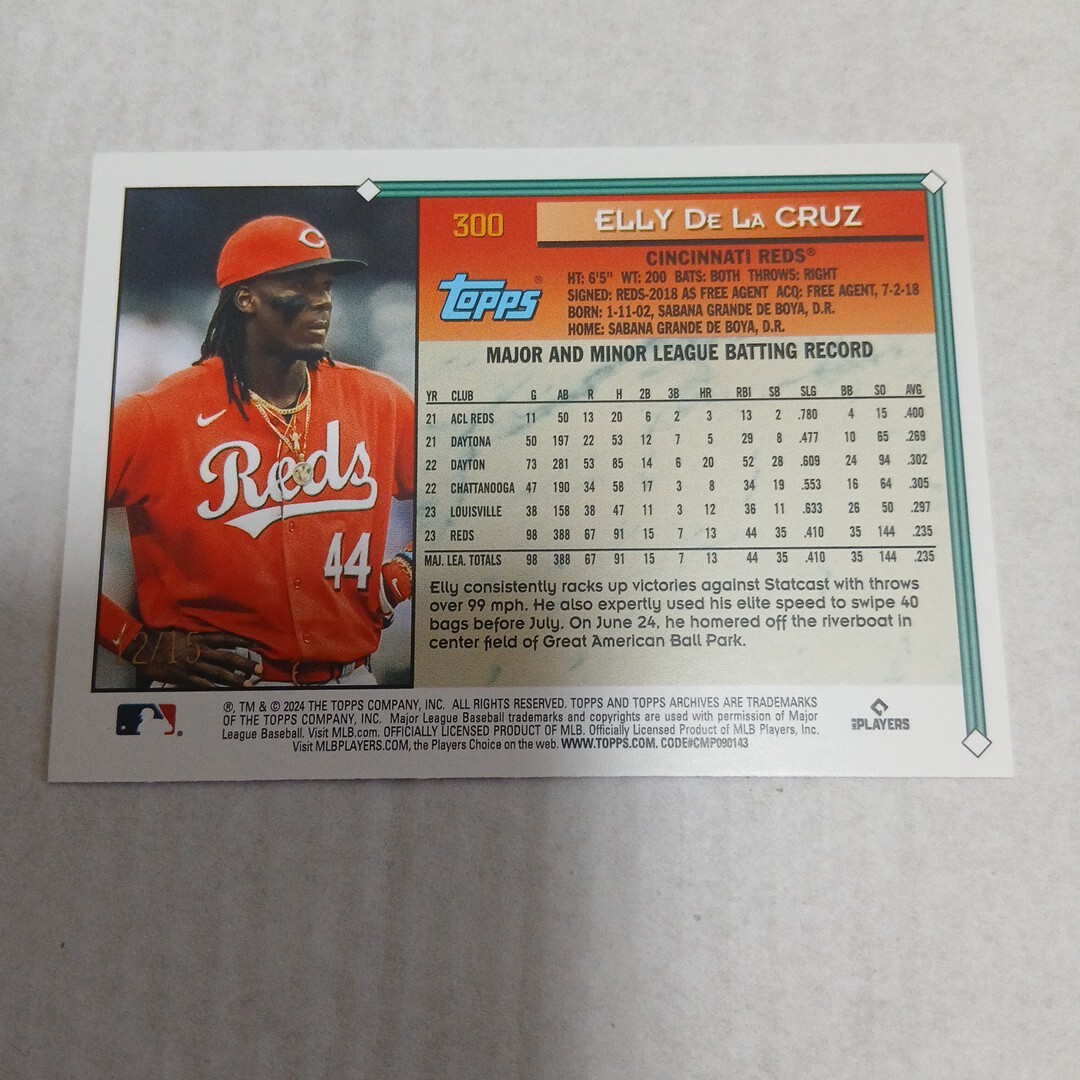 300 ELLY DE LA CRUZ
CINCINNATI REDS®
TOPPS®
HT: 6'5" WT: 200 BATS: BOTH THROWS: RIGHT
SIGNED: REDS-2018 AS FREE AGENT ACQ: FREE AGENT, 7-2-18
BORN: 1-11-02, SABANA GRANDE DE BOYA, D.R.
HOME: SABANA GRANDE DE BOYA, D.R.
MAJOR AND MINOR LEAGUE BATTING RECORD
YR CLUB G AB R H 2B 3B HR RBI SB SLG BB SO AVG
21 ACL REDS 11 50 13 20 6 2 3 13 2 .780 4 15 .400
21 DAYTONA 50 197 22 53 12 7 5 29 8 .477 10 65 .269
22 DAYTON 73 281 53 85 14 6 20 52 28 .609 24 94 .302
22 CHATTANOOGA 47 190 34 58 17 3 8 34 19 .553 16 64 .305
23 LOUISVILLE 38 158 38 47 11 3 12 36 11 .633 26 50 .297
23 REDS 98 388 67 91 15 7 13 44 35 .410 35 144 .235
MAJ. LEA. TOTALS 98 388 67 91 15 7 13 44 35 .410 35 144 .235
Elly consistently racks up victories against Statcast with throws
over 99 mph. He also expertly used his elite speed to swipe 40
bags before July. On June 24, he homered off the riverboat in
center field of Great American Ball Park.
C
Reds
44
®, TM & © 2024 THE TOPPS COMPANY, INC. ALL RIGHTS RESERVED. TOPPS AND TOPPS ARCHIVES ARE TRADEMARKS
OF THE TOPPS COMPANY, INC. Major League Baseball trademarks and copyrights are used with permission of Major
League Baseball. Visit MLB.com. OFFICIALLY LICENSED PRODUCT OF MLB. Officially Licensed Product of MLB Players, Inc.
Visit MLBPLAYERS.COM, the Players Choice on the web. WWW.TOPPS.COM. CODE#CMP090143
PLAYERS